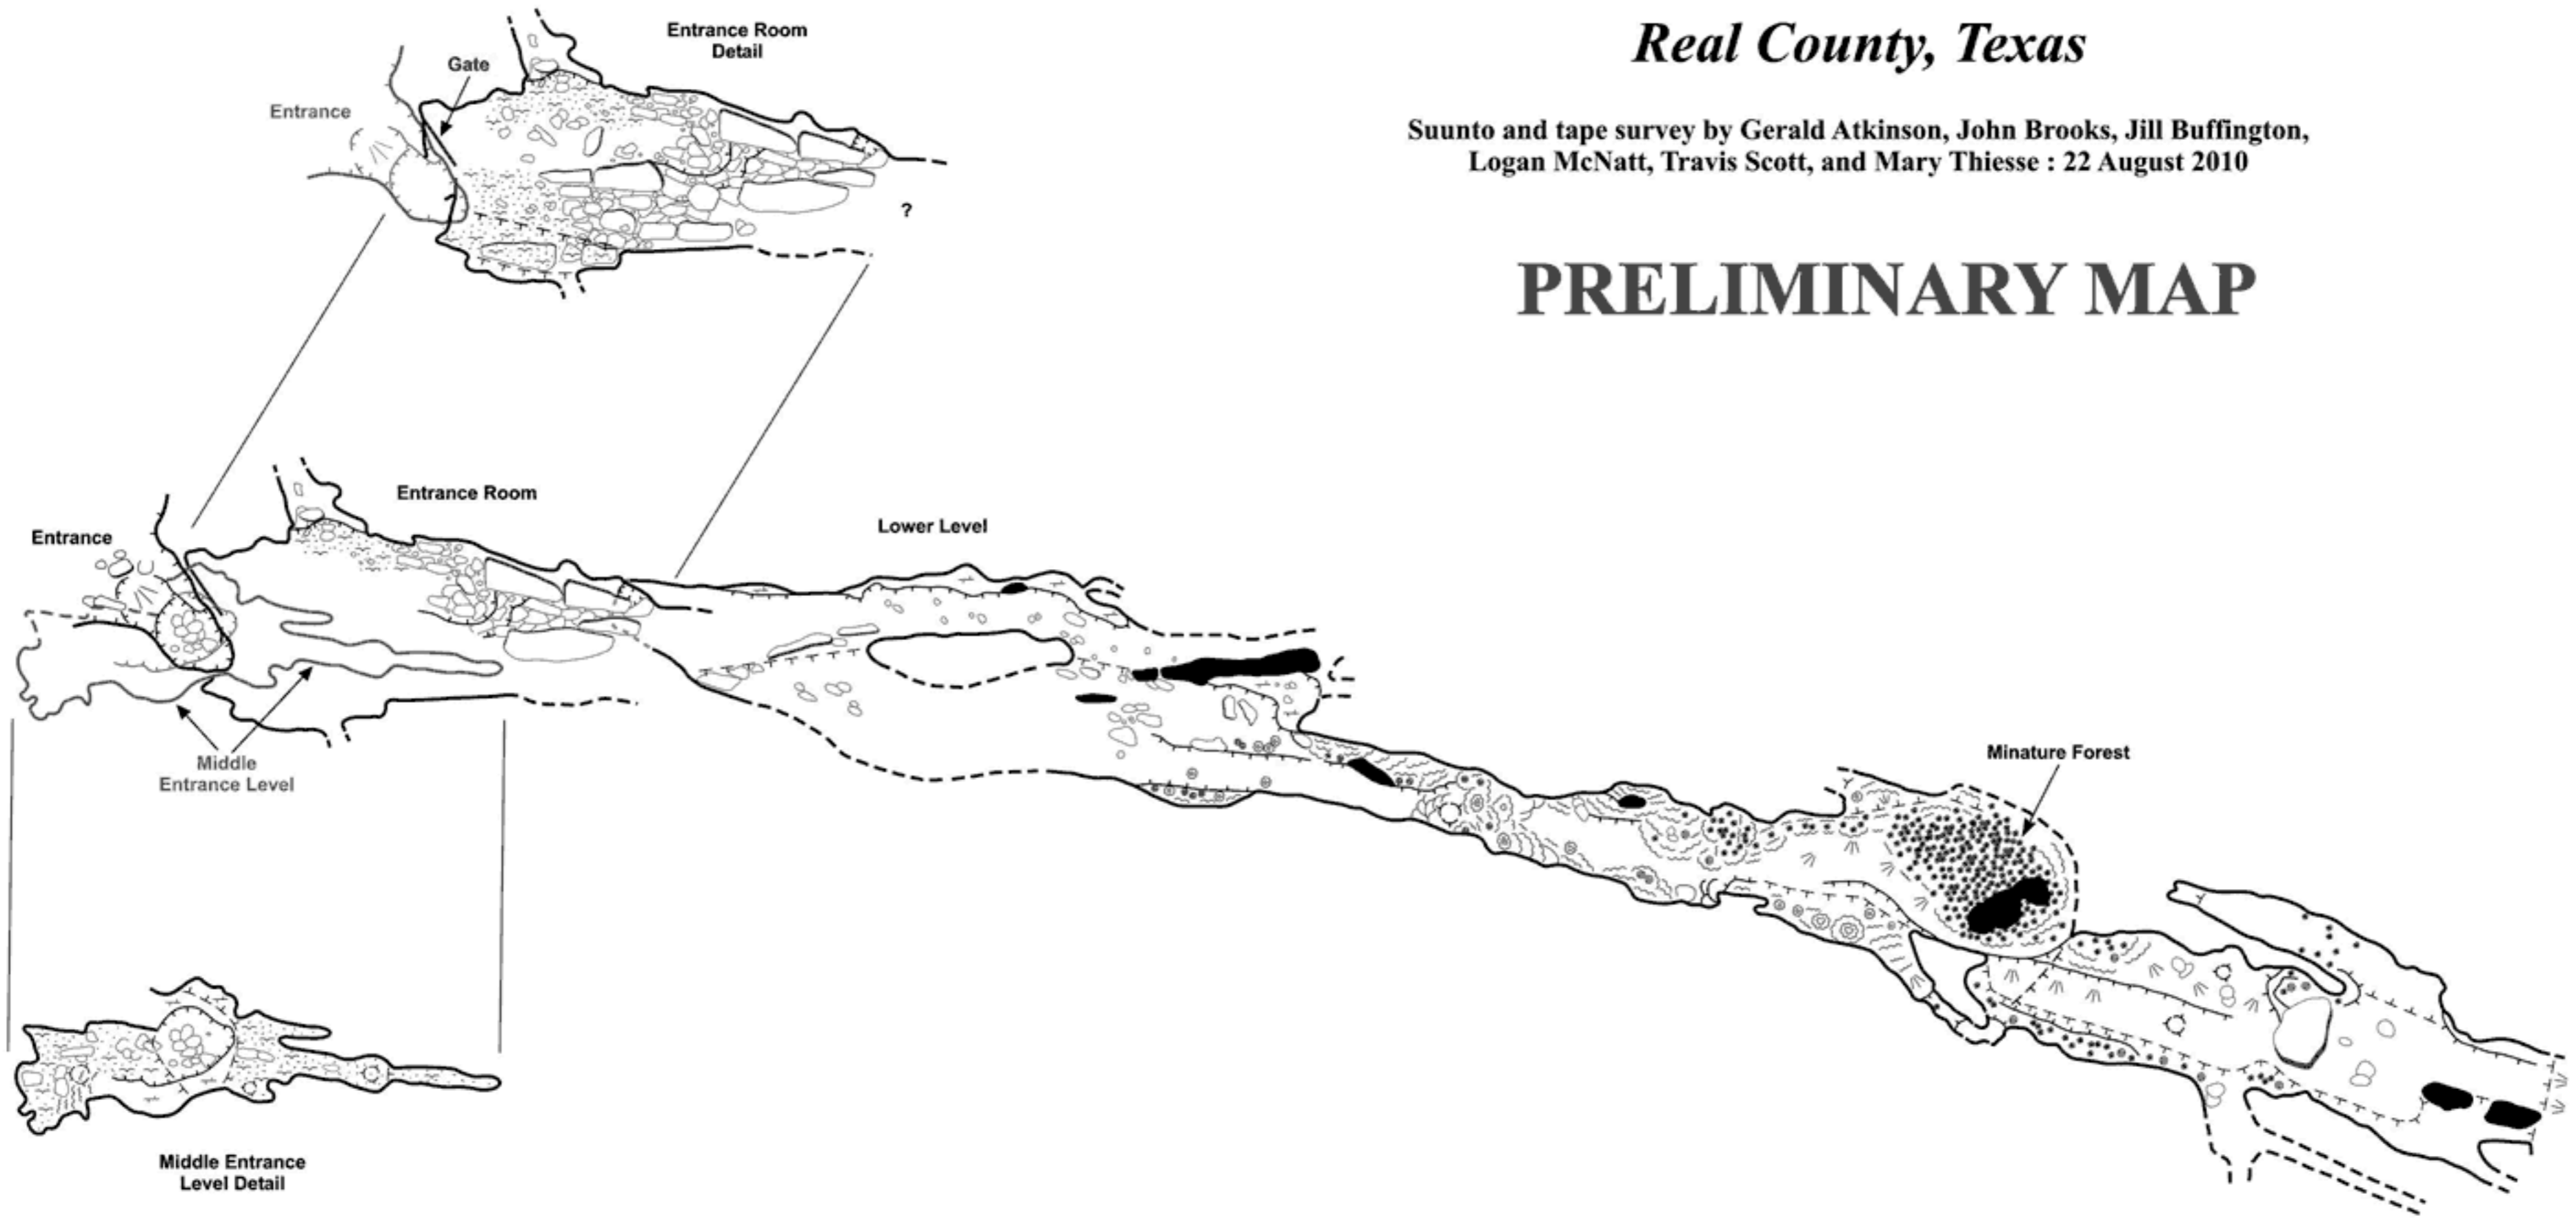 Real County, Texas
Suunto and tape survey by Gerald Atkinson, John Brooks, Jill Buffington,
Logan McNatt, Travis Scott, and Mary Thiesse : 22 August 2010
PRELIMINARY MAP
Entrance Room
Detail
Gate
Entrance
?
Entrance Room
Entrance
Lower Level
Middle
Entrance Level
Minature Forest
Middle Entrance
Level Detail